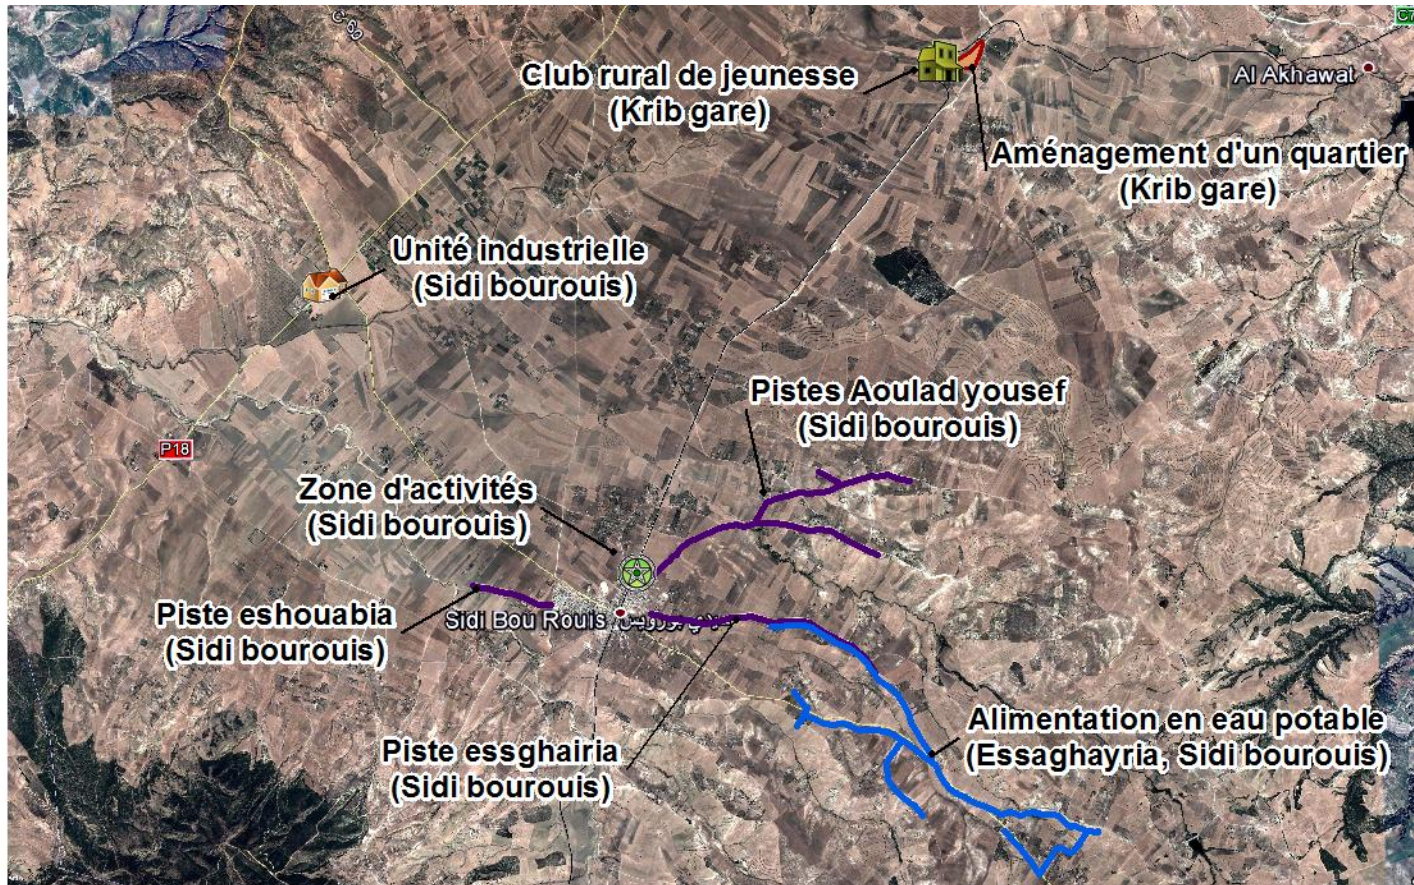 C-60
C7
Club rural de jeunesse
(Krib gare)
Al Akhawat
Aménagement d'un quartier
(Krib gare)
Unité industrielle
(Sidi bourouis)
Pistes Aoulad yousef
(Sidi bourouis)
P18
Zone d'activités
(Sidi bourouis)
Piste eshouabia
(Sidi bourouis)
Sidi Bou Rouis
Piste essghairia
(Sidi bourouis)
Alimentation en eau potable
(Essaghayria, Sidi bourouis)